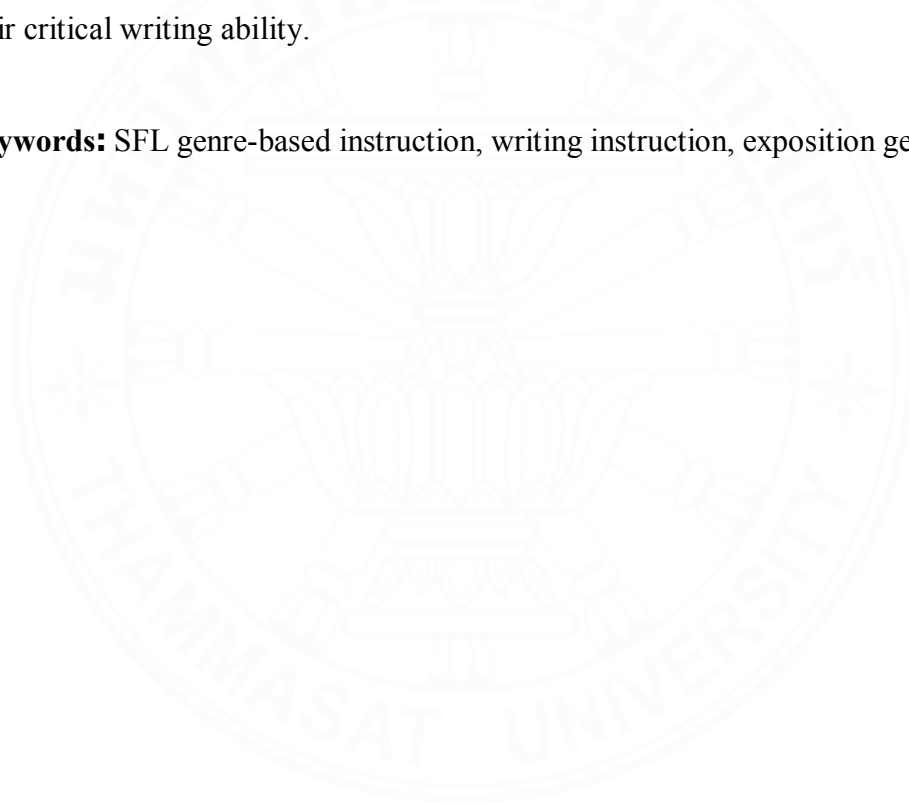 ir critical writing ability.
ywords: SFL genre-based instruction, writing instruction, exposition ge
THAMMASAT UNIVERSITY